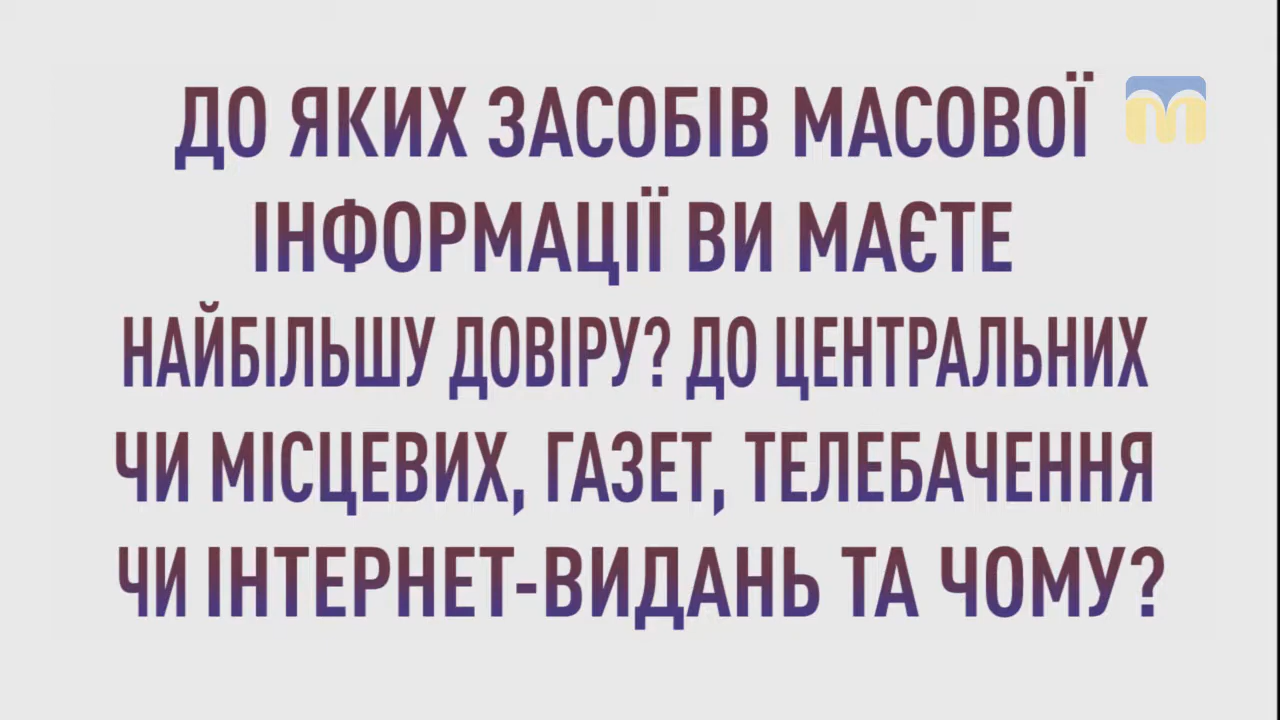 ДО ЯКИХ ЗАСОБІВ МАСОВОЇ
ІНФОРМАЦІЇ ВИ МАЄТЕ
НАЙБІЛЬШУ ДОВІРУ? ДО ЦЕНТРАЛЬНИХ
ЧИ МІСЦЕВИХ, ГАЗЕТ, ТЕЛЕБАЧЕННЯ
ЧИ ІНТЕРНЕТ-ВИДАНЬ ТА ЧОМУ?